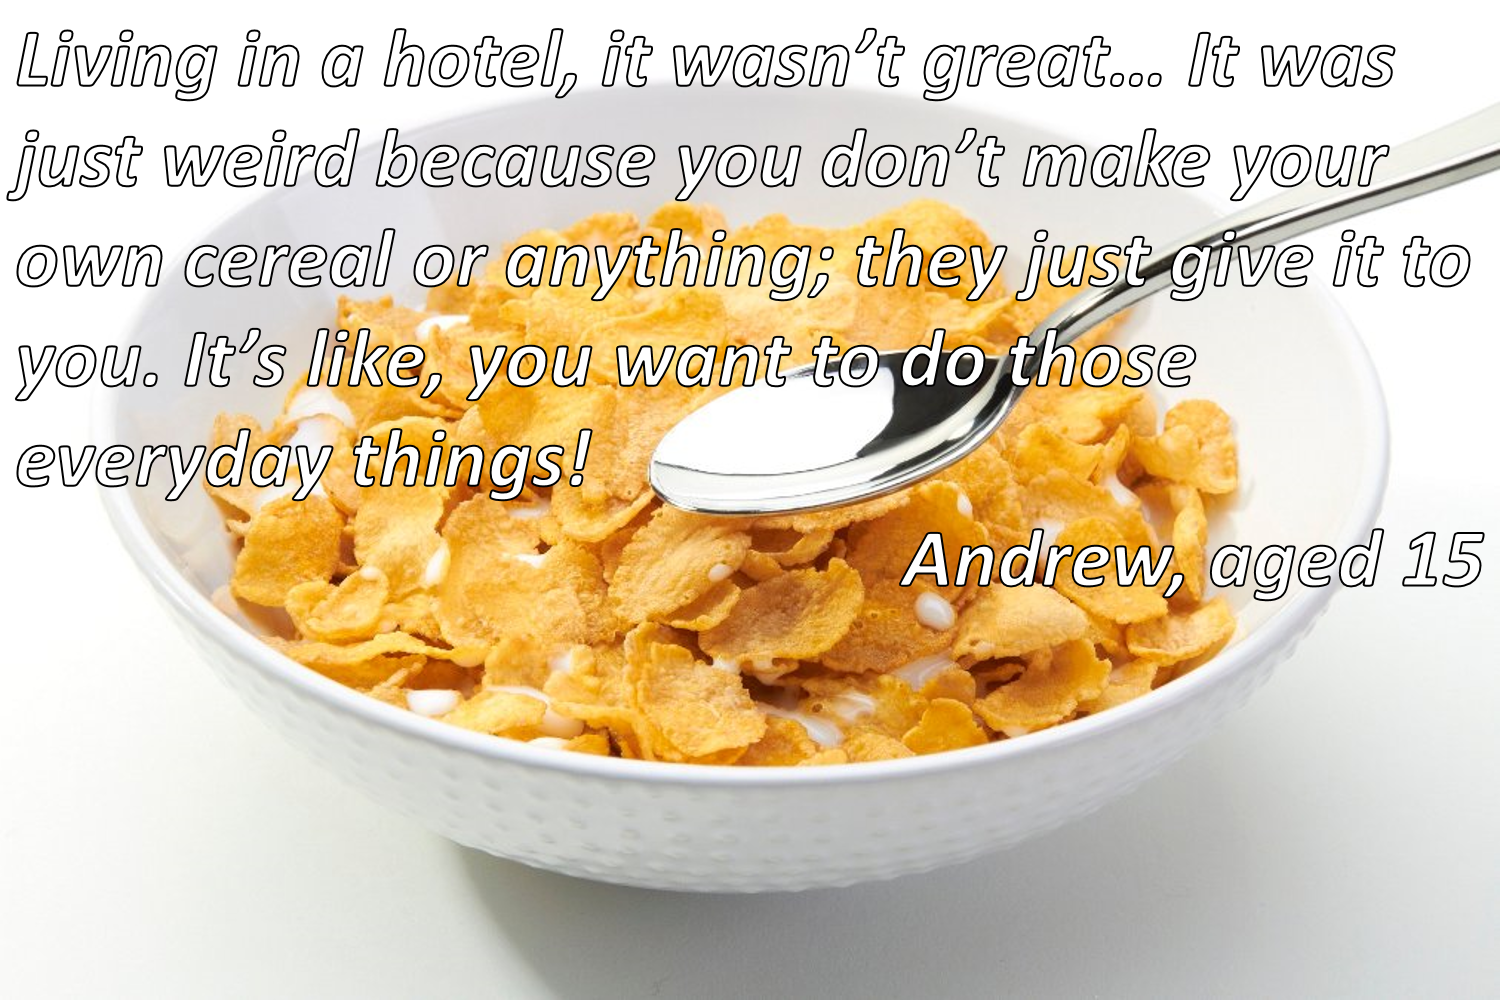 Living in a hotel, it wasn’t great… It was
just weird because you don’t make your
own cereal or anything; they just give it to
you. It’s like, you want to do those
everyday things!
Andrew, aged 15